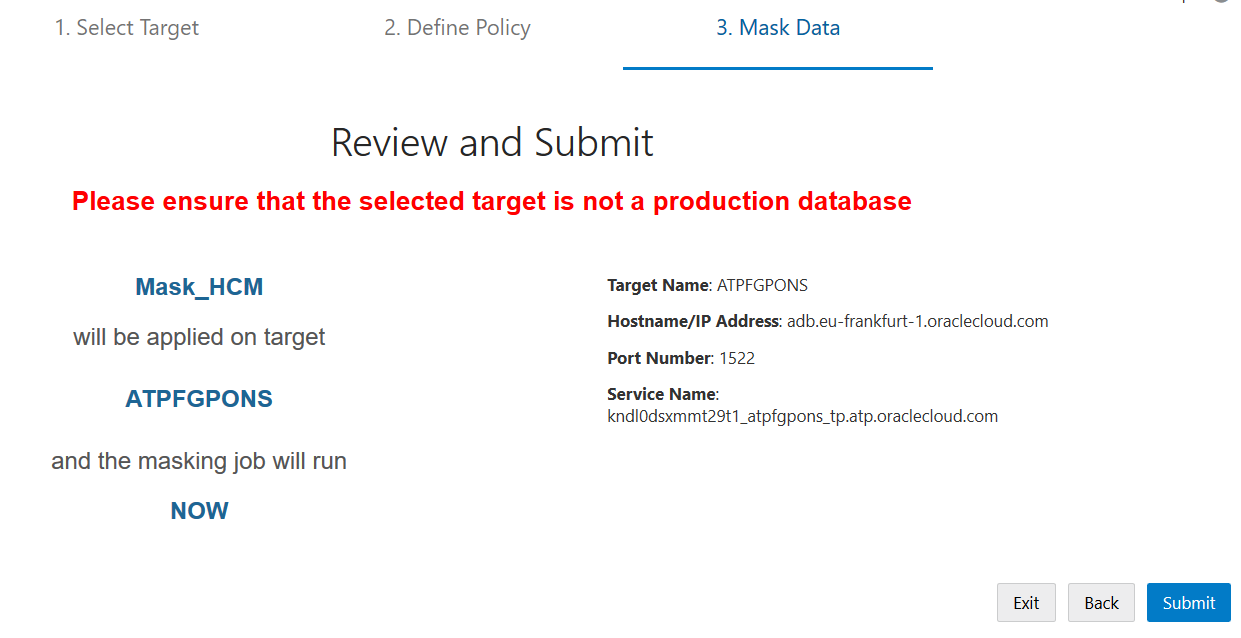 1. Select Target
2. Define Policy
3. Mask Data
Review and Submit
Please ensure that the selected target is not a production database
Mask_HCM
will be applied on target
ATPFGPONS
and the masking job will run
NOW
Target Name: ATPFGPONS
Hostname/IP Address: adb.eu-frankfurt-1.oraclecloud.com
Port Number: 1522
Service Name:
kndl0dsxmmt29t1_atpfgpons_tp.atp.oraclecloud.com
Exit
Back
Submit